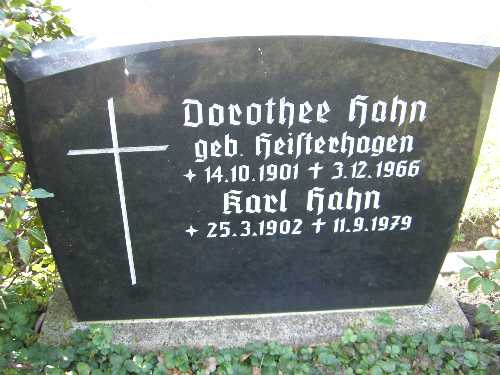 Dorothee Hahn
geb. Heisterhagen
✦ 14.10.1901 ✝ 3.12.1966
Karl Hahn
✦ 25.3.1902 ✝ 11.9.1979